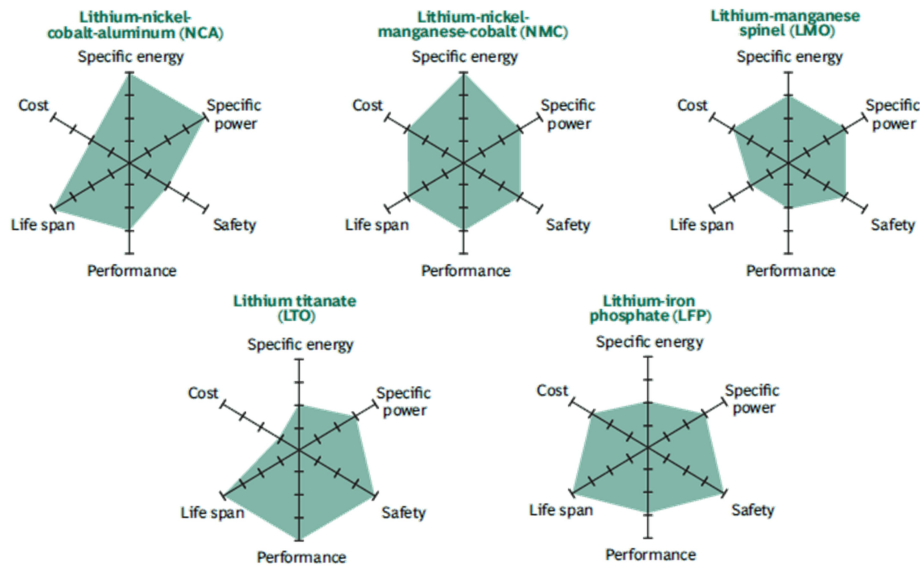 Lithium-nickel-
cobalt-aluminum (NCA)
Specific energy
Cost
Specific
power
Life span
Safety
Performance
Lithium-nickel-
manganese-cobalt (NMC)
Specific energy
Cost
Specific
power
Life span
Safety
Performance
Lithium-manganese
spinel (LMO)
Specific energy
Cost
Specific
power
Life span
Safety
Performance
Lithium titanate
(LTO)
Specific energy
Cost
Specific
power
Life span
Safety
Performance
Lithium-iron
phosphate (LFP)
Specific energy
Cost
Specific
power
Life span
Safety
Performance